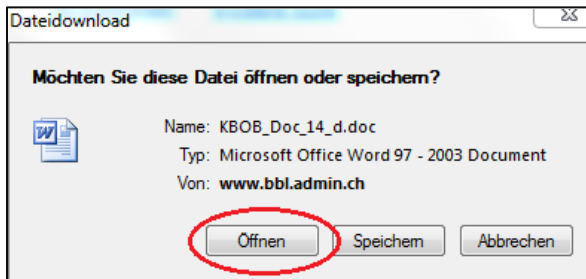 Dateidownload
Möchten Sie diese Datei öffnen oder speichern?
Name: KBOB_Doc_14_d.doc
Typ: Microsoft Office Word 97 - 2003 Document
Von: www.bbl.admin.ch
Öffnen Speichern Abbrechen